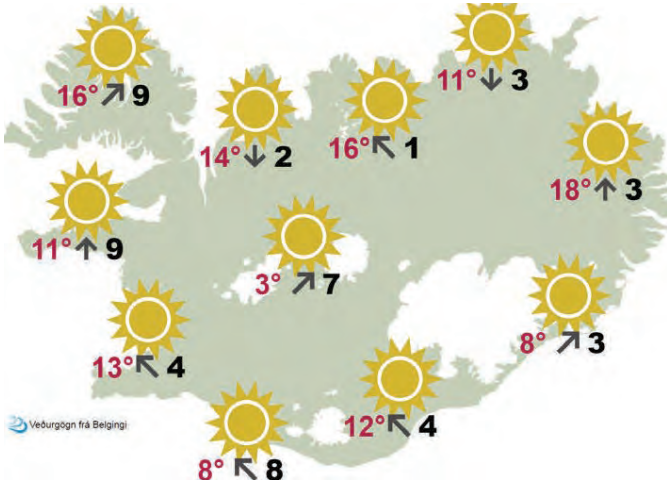 11° ↓ 3
16° ↗ 9
14° ↓ 2
16° ↖ 1
18° ↑ 3
11° ↑ 9
3° ↗ 7
8° ↗ 3
13° ↖ 4
12° ↖ 4
Veðurgögn frá Belgingi
8° ↖ 8